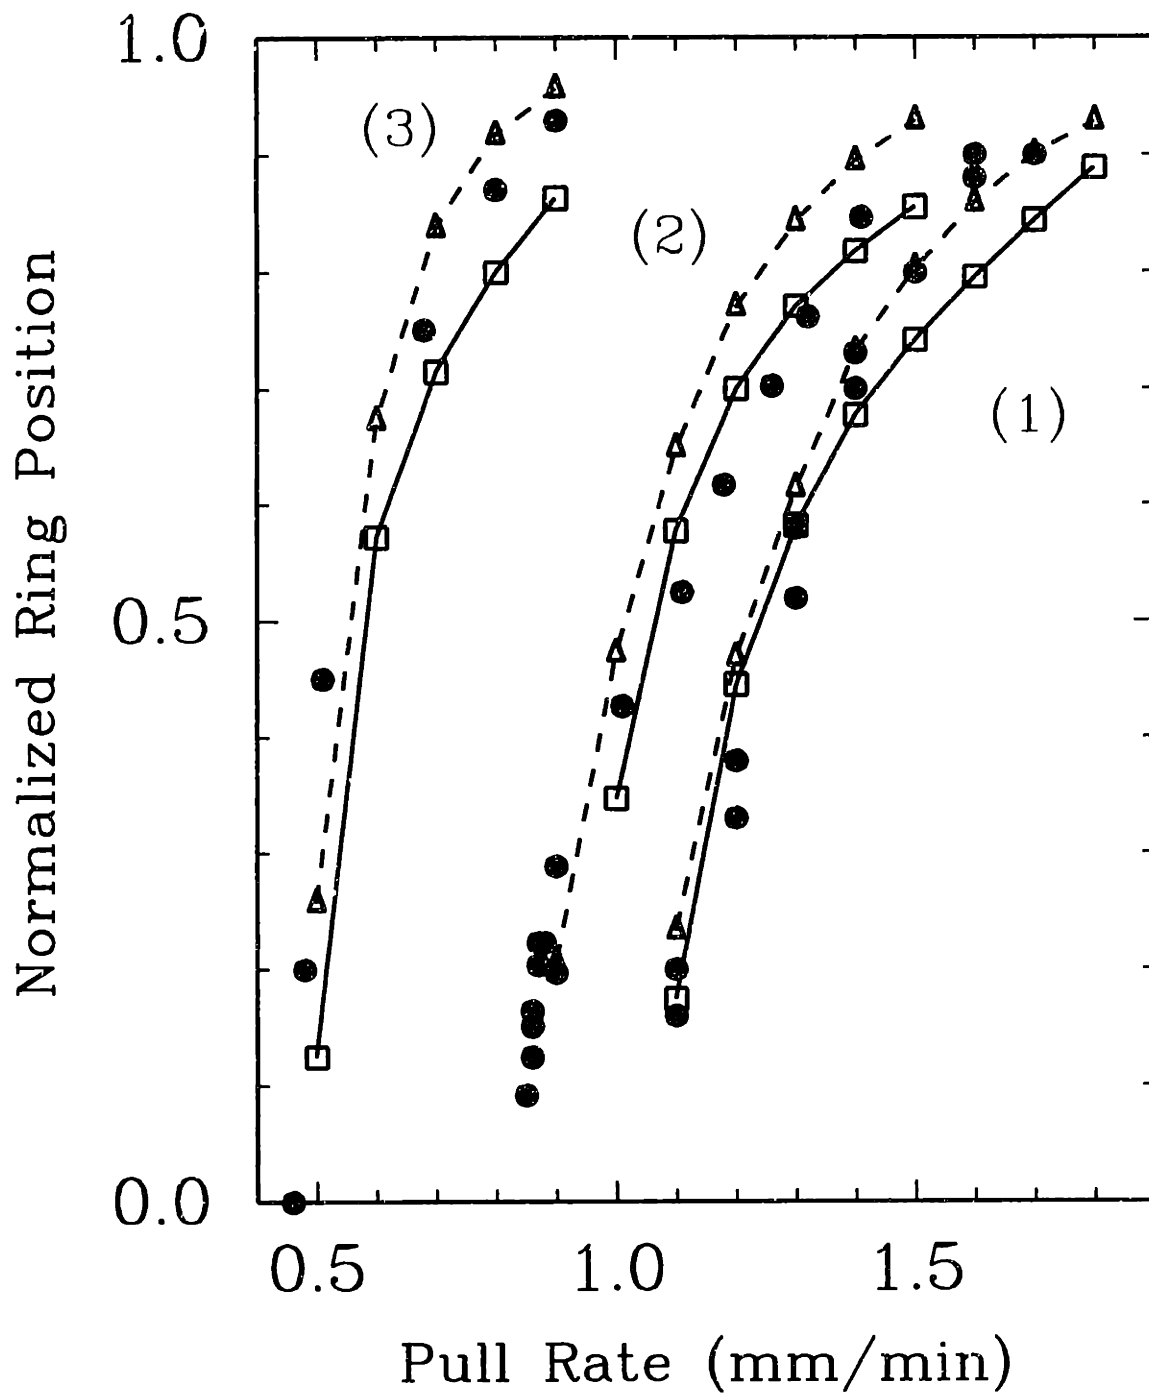 1.0
(3)
(2)
(1)
0.5
0.0
0.5 1.0 1.5
Normalized Ring Position
Pull Rate (mm/min)